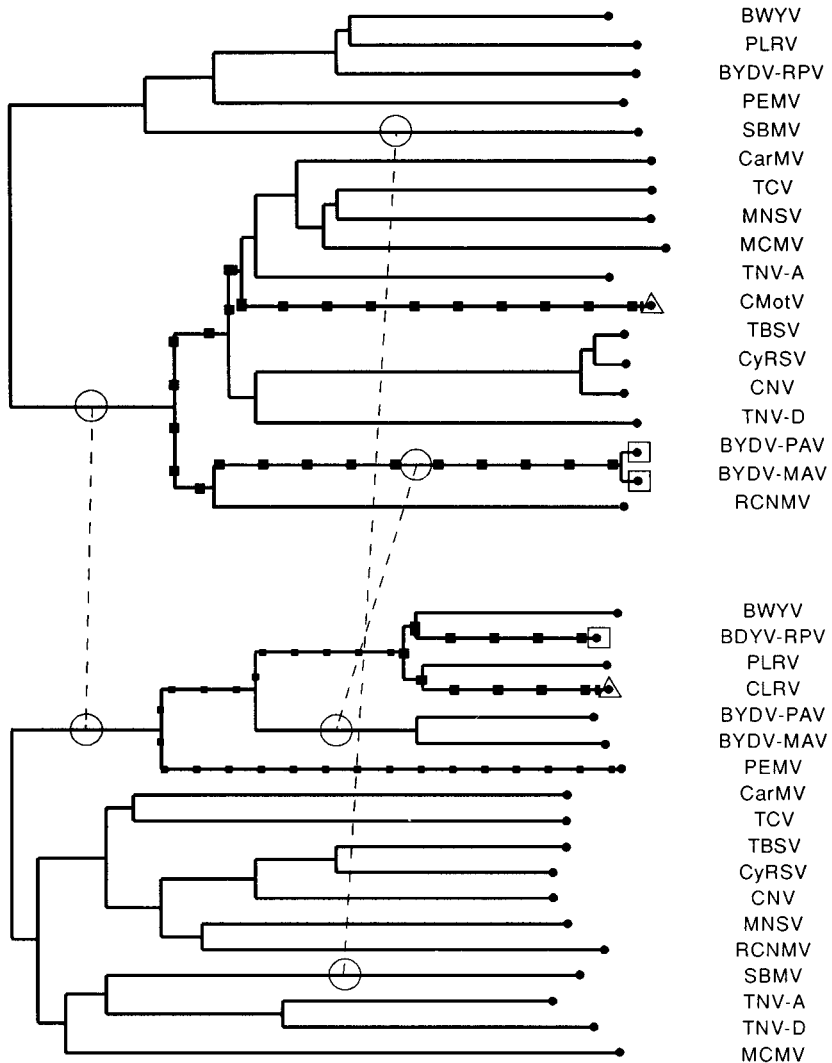 BWYV
PLRV
BYDV-RPV
PEMV
SBMV
CarMV
TCV
MNSV
MCMV
TNV-A
CMotV
TBSV
CyRSV
CNV
TNV-D
BYDV-PAV
BYDV-MAV
RCNMV
BWYV
BDYV-RPV
PLRV
CLRV
BYDV-PAV
BYDV-MAV
PEMV
CarMV
TCV
TBSV
CyRSV
CNV
MNSV
RCNMV
SBMV
TNV-A
TNV-D
MCMV